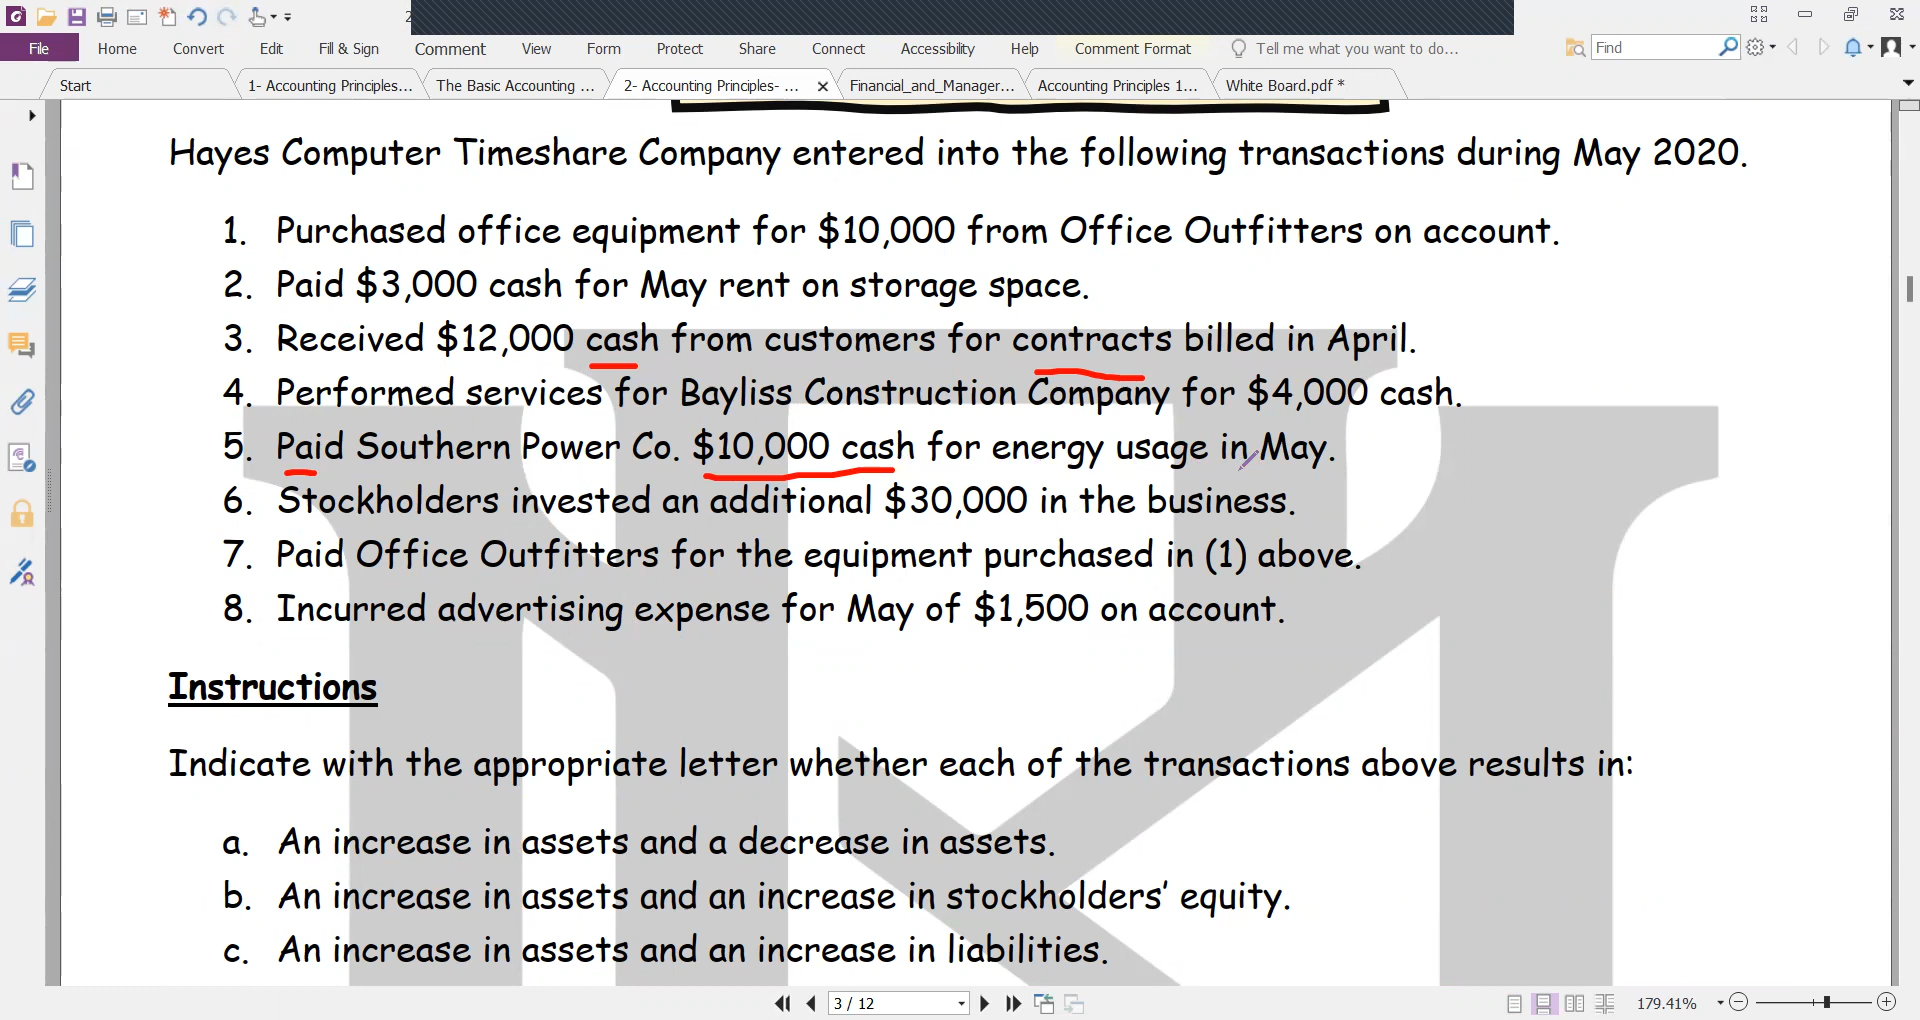 2
File Home Convert Edit Fill & Sign Comment View Form Protect Share Connect Accessibility Help Comment Format Tell me what you want to do... Find
Start 1- Accounting Principles... The Basic Accounting ... 2- Accounting Principles- ... Financial_and_Manager... Accounting Principles 1... White Board.pdf *
Hayes Computer Timeshare Company entered into the following transactions during May 2020.
1. Purchased office equipment for $10,000 from Office Outfitters on account.
2. Paid $3,000 cash for May rent on storage space.
3. Received $12,000 cash from customers for contracts billed in April.
4. Performed services for Bayliss Construction Company for $4,000 cash.
5. Paid Southern Power Co. $10,000 cash for energy usage in May.
6. Stockholders invested an additional $30,000 in the business.
7. Paid Office Outfitters for the equipment purchased in (1) above.
8. Incurred advertising expense for May of $1,500 on account.
Instructions
Indicate with the appropriate letter whether each of the transactions above results in:
a. An increase in assets and a decrease in assets.
b. An increase in assets and an increase in stockholders’ equity.
c. An increase in assets and an increase in liabilities.
3 / 12 179.41%